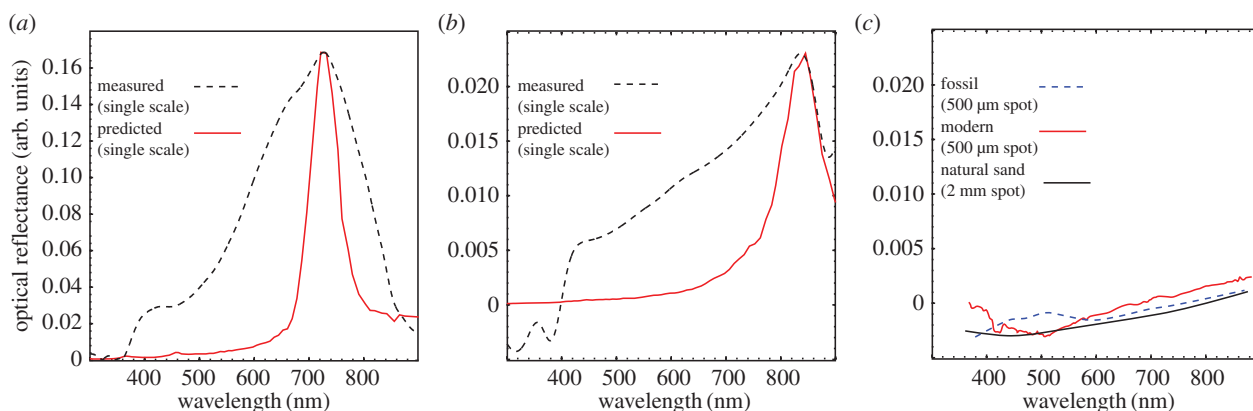 (a)
optical reflectance (arb. units)
0.16
0.14
0.12
0.10
0.08
0.06
0.04
0.02
0
measured
(single scale)
predicted
(single scale)
400 500 600 700 800
wavelength (nm)
(b)
0.020
0.015
0.010
0.005
0
measured
(single scale)
predicted
(single scale)
400 500 600 700 800
wavelength (nm)
(c)
0.020
0.015
0.010
0.005
0
fossil
(500 µm spot)
modern
(500 µm spot)
natural sand
(2 mm spot)
400 500 600 700 800
wavelength (nm)